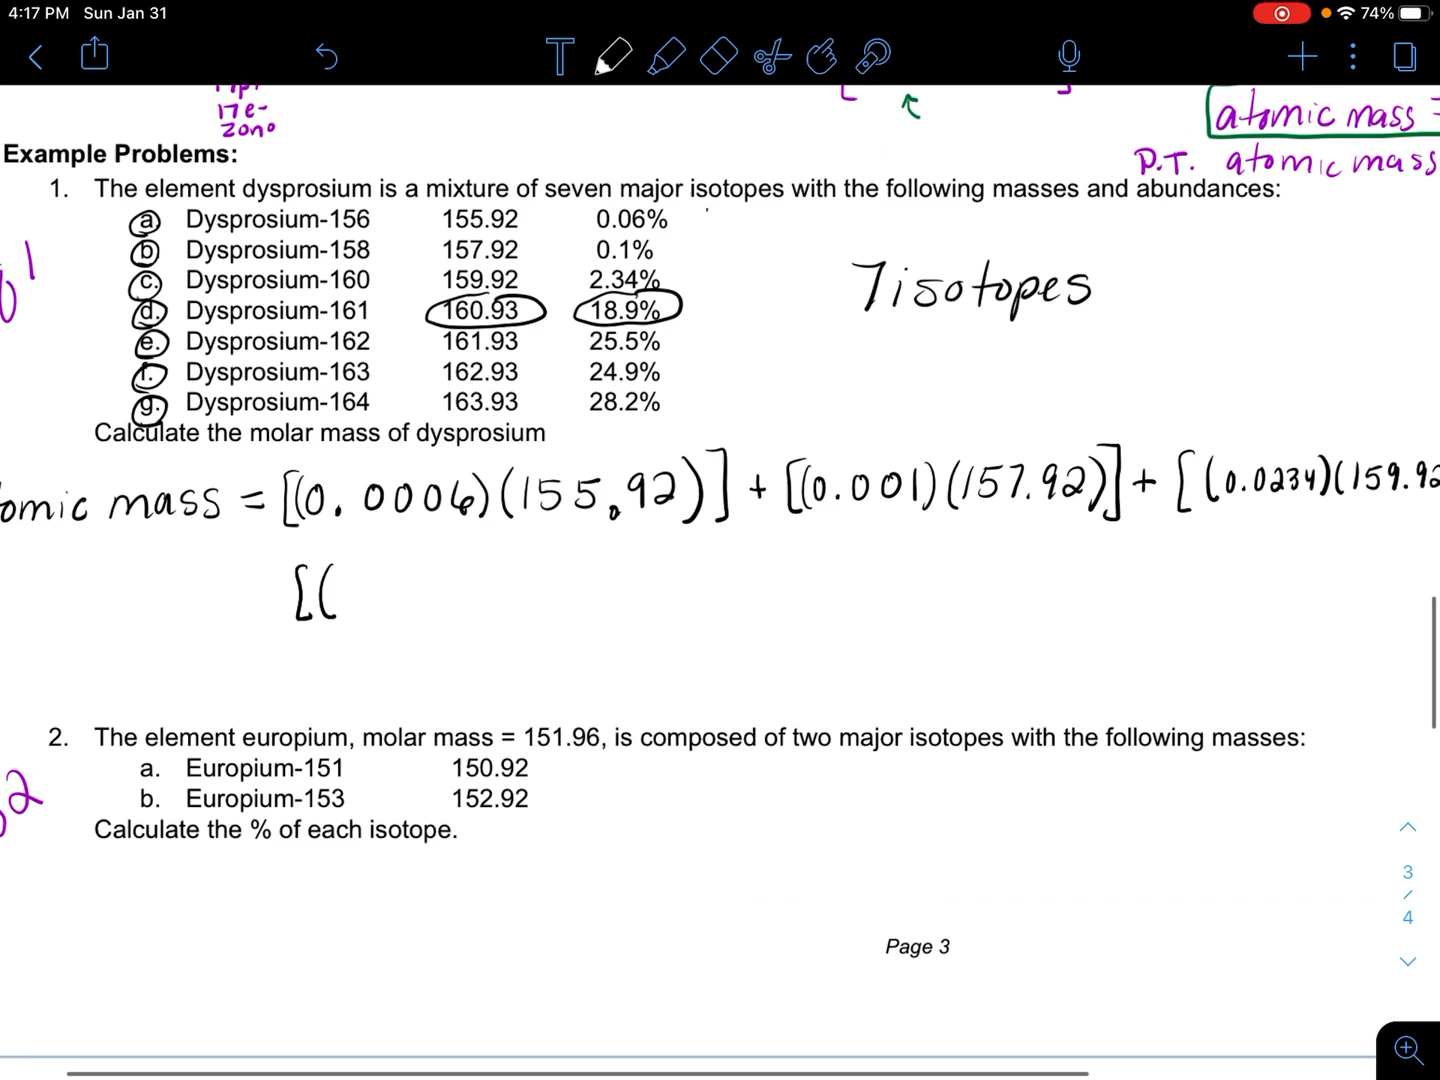 4:17 PM Sun Jan 31
74%
17 e-
20n°
atomic mass =
P.T. atomic mass
Example Problems:
1. The element dysprosium is a mixture of seven major isotopes with the following masses and abundances:
a. Dysprosium-156 155.92 0.06%
b. Dysprosium-158 157.92 0.1%
c. Dysprosium-160 159.92 2.34%
d. Dysprosium-161 160.93 18.9%
e. Dysprosium-162 161.93 25.5%
f. Dysprosium-163 162.93 24.9%
g. Dysprosium-164 163.93 28.2%
7 isotopes
Calculate the molar mass of dysprosium
omic mass = [(0.0006)(155.92)] + [(0.001)(157.92)] + [(0.0234)(159.92
[(
2. The element europium, molar mass = 151.96, is composed of two major isotopes with the following masses:
a. Europium-151 150.92
b. Europium-153 152.92
Calculate the % of each isotope.
3
/
4
Page 3